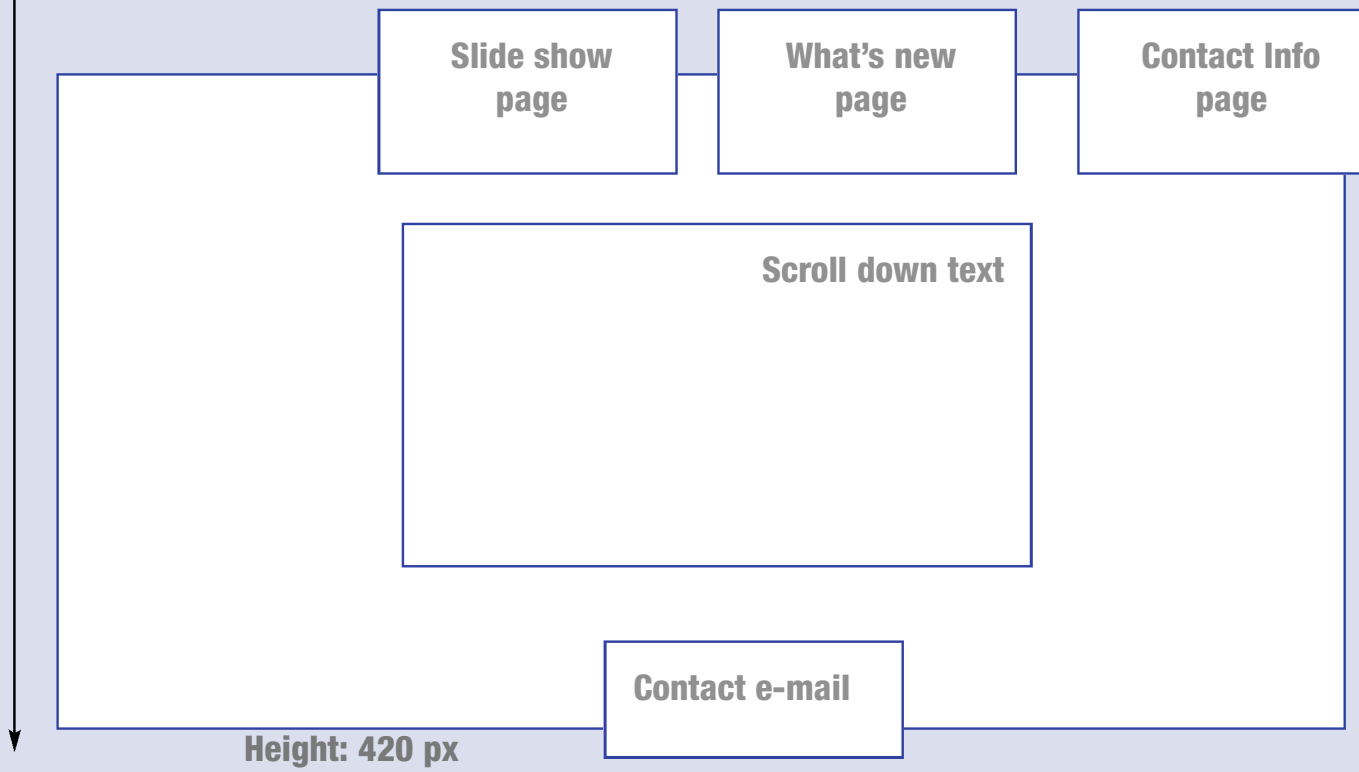 Slide show
page
What's new
page
Contact Info
page
Scroll down text
Contact e-mail
Height: 420 px